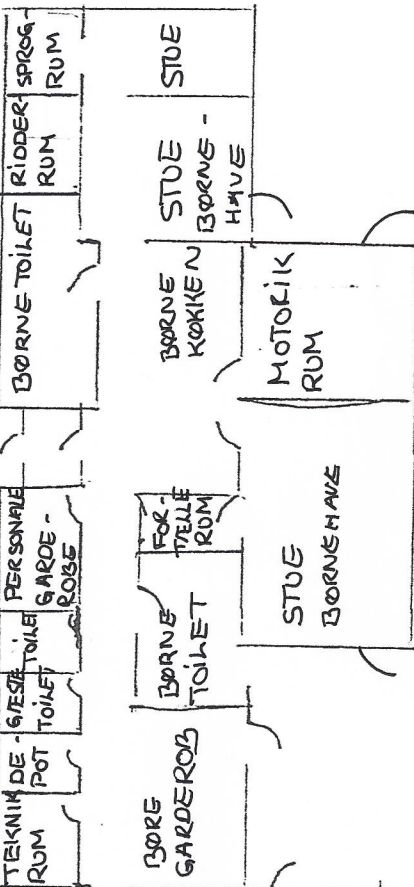 SPROG-
RUM
STUE
RIDDER-
RUM
STUE
BØRNE-
HAVE
BØRNE TOILET
BØRNE
KØKKEN
MOTORIK
RUM
PERSONALE
GARDE-
ROBE
FOR-
TÆLLE
RUM
STUE
BØRNEHAVE
TOILET
GÆSTE
TOILET
BØRNE
TOILET
DE-
POT
TEKNIK
RUM
BØRE
GARDEROB